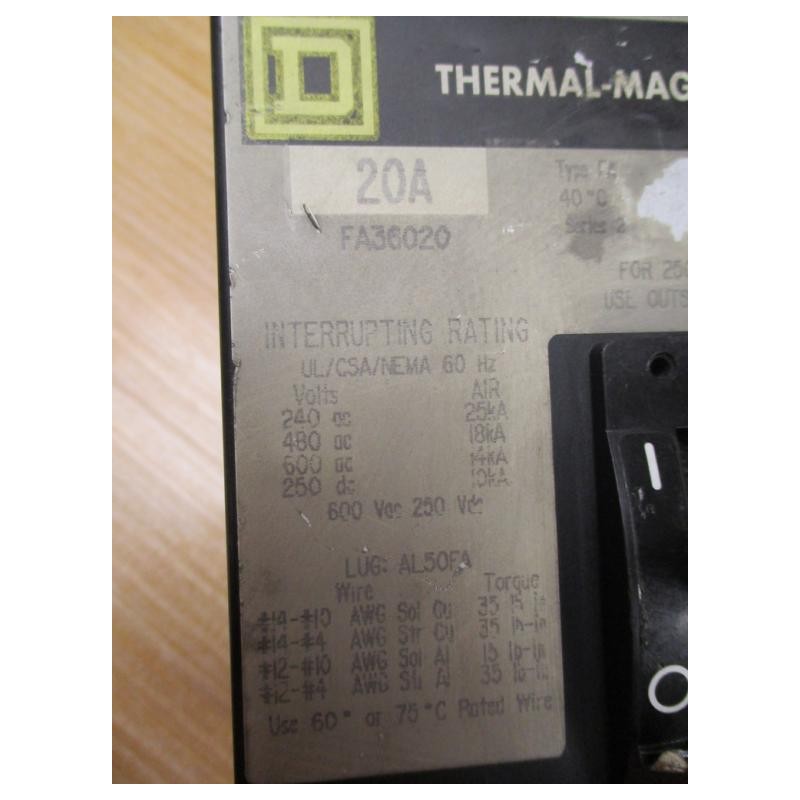 D
THERMAL-MAG
20A
Type FA
40°C
FA36020
Series 2
FOR 250
USE OUTS
INTERRUPTING RATING
UL/CSA/NEMA 60 Hz
Volts AIR
240 ac 25kA
480 ac 18kA
600 ac 14kA
250 dc 10kA
600 Vac 250 Vdc
LUG: AL50FA
Wire Torque
#14-#10 AWG Sol Cu 35 lb-in
#14-#4 AWG Str Cu 35 lb-in
#12-#10 AWG Sol Al 15 lb-in
#12-#4 AWG Str Al 35 lb-in
Use 60° or 75°C Rated Wire
I
O